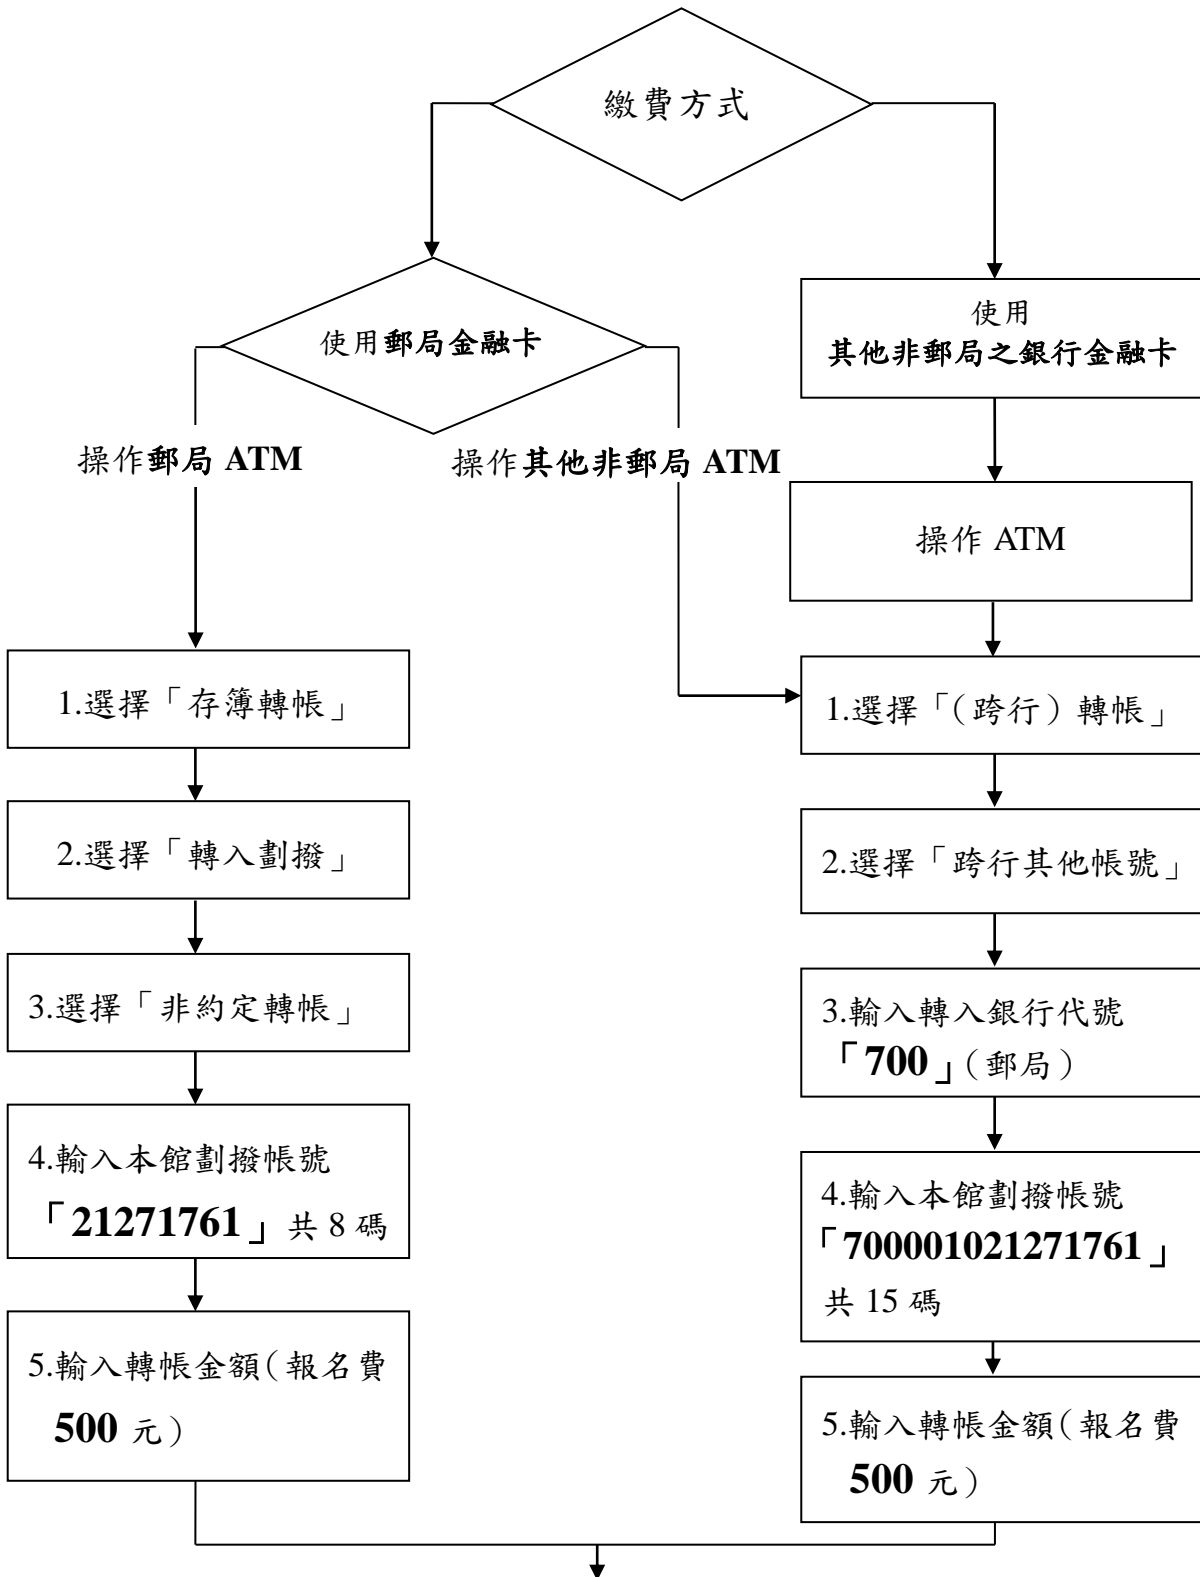 繳費方式
使用郵局金融卡
使用
其他非郵局之銀行金融卡
操作郵局 ATM
操作其他非郵局 ATM
操作 ATM
1.選擇「存簿轉帳」
2.選擇「轉入劃撥」
3.選擇「非約定轉帳」
4.輸入本館劃撥帳號
「21271761」共 8 碼
5.輸入轉帳金額（報名費
500 元）
1.選擇「（跨行）轉帳」
2.選擇「跨行其他帳號」
3.輸入轉入銀行代號
「700」（郵局）
4.輸入本館劃撥帳號
「700001021271761」
共 15 碼
5.輸入轉帳金額（報名費
500 元）